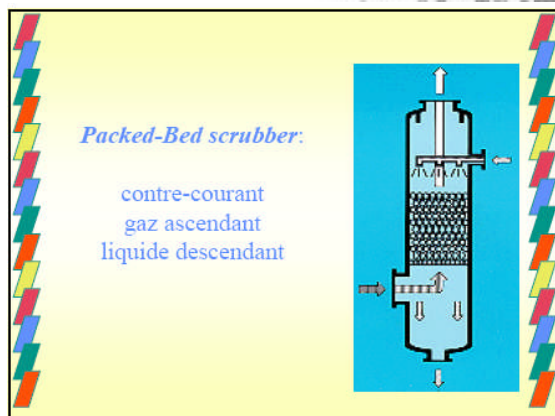 Packed-Bed scrubber:
contre-courant
gaz ascendant
liquide descendant